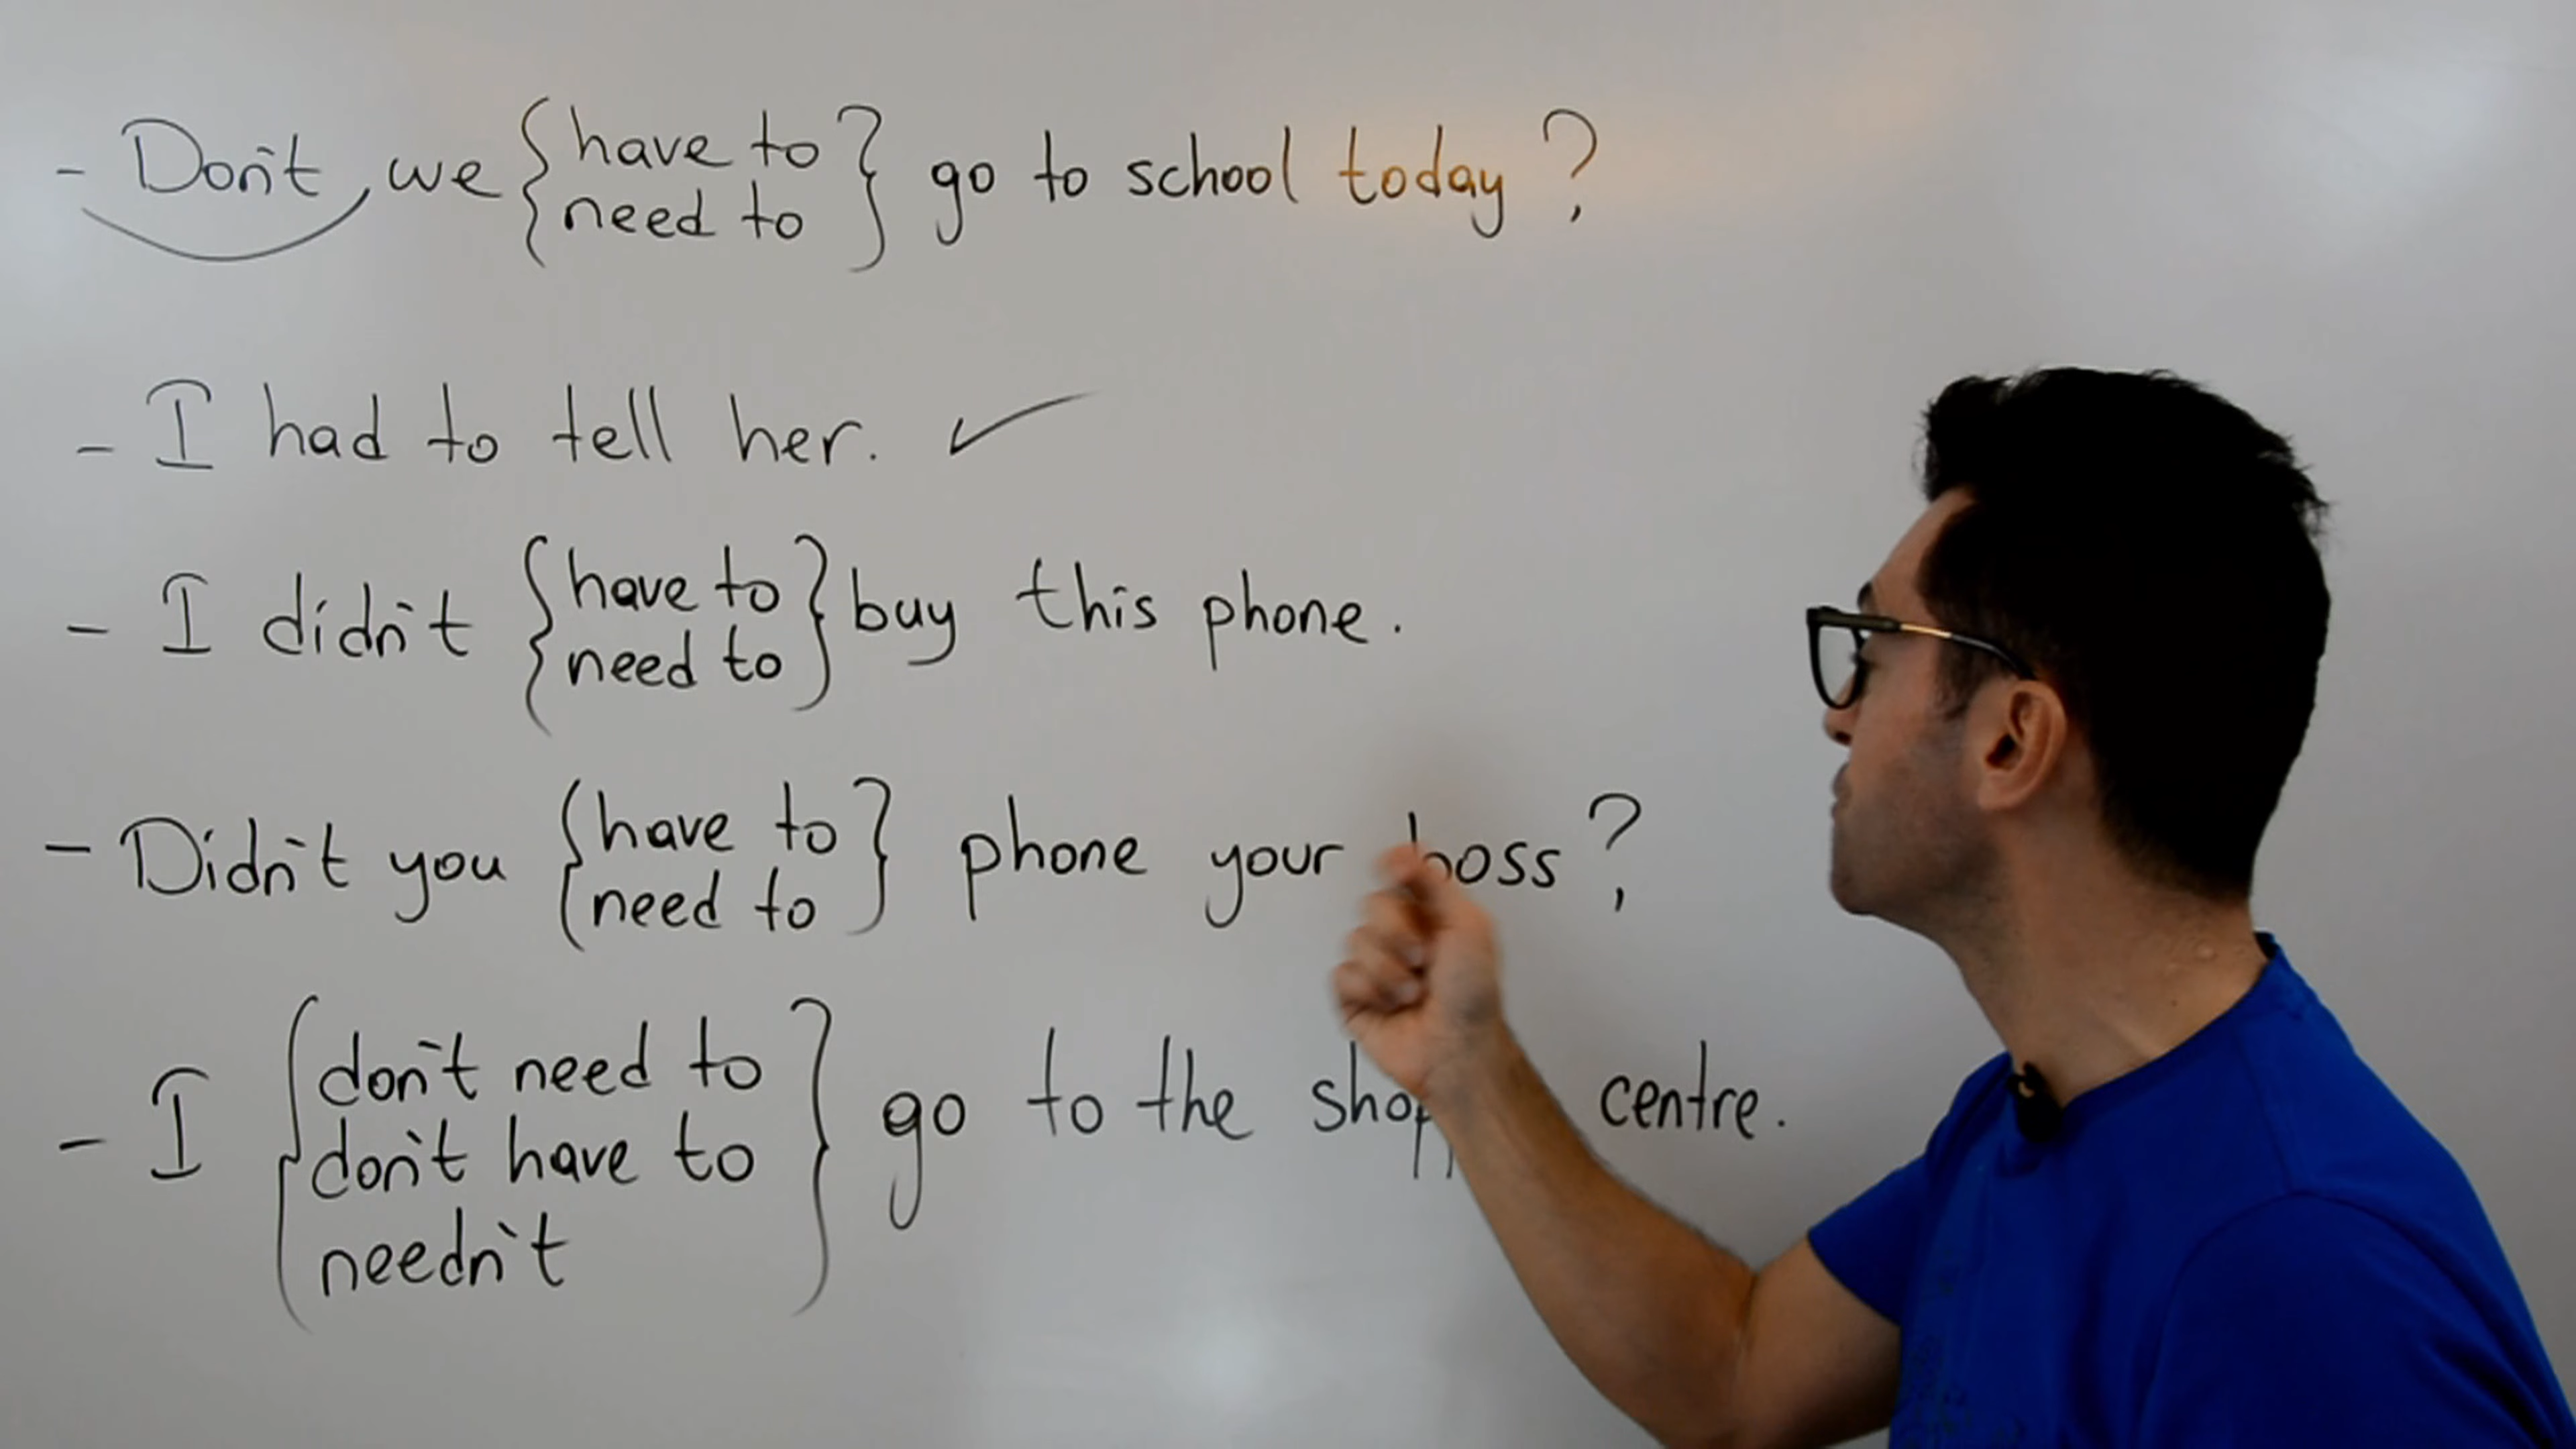 - Don't we { have to / need to } go to school today?
- I had to tell her. ✓
- I didn't { have to / need to } buy this phone.
- Didn't you { have to / need to } phone your boss?
- I { don't need to / don't have to / needn't } go to the centre.